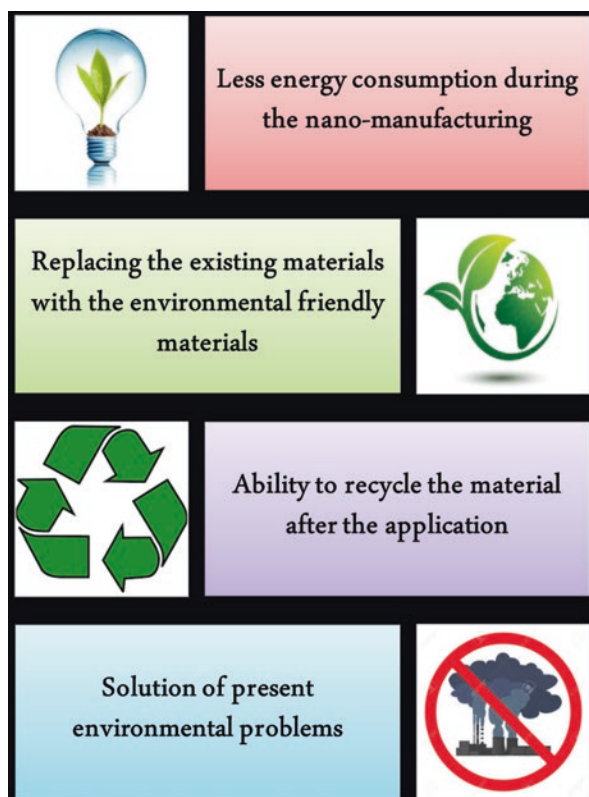 Less energy consumption during
the nano-manufacturing
Replacing the existing materials
with the environmental friendly
materials
Ability to recycle the material
after the application
Solution of present
environmental problems